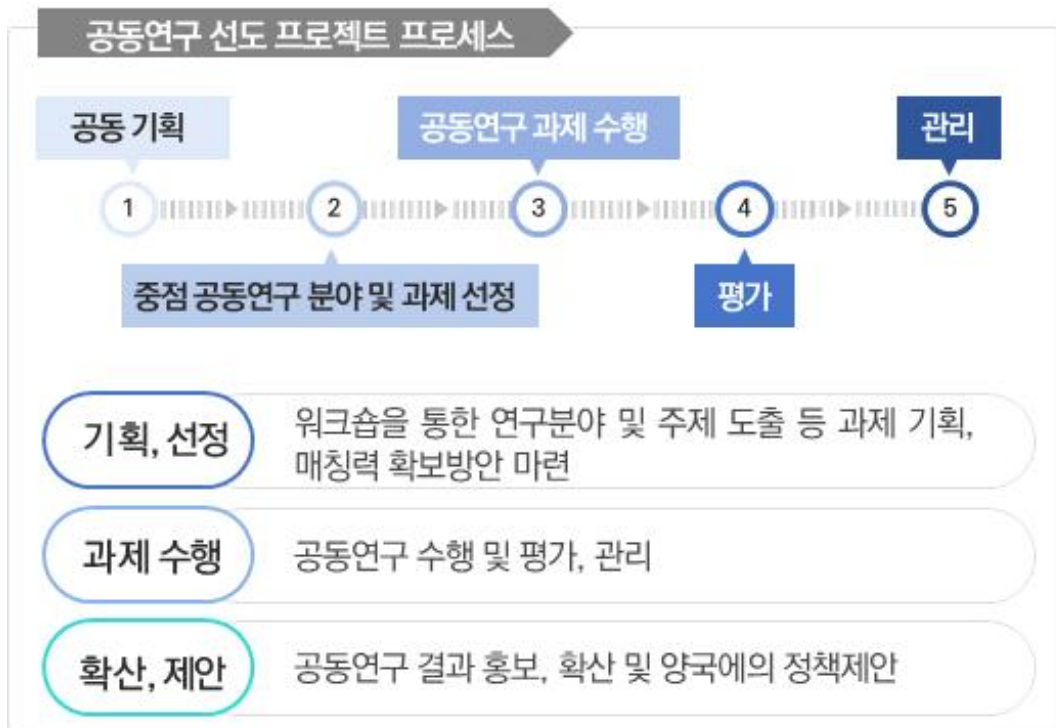 공동연구 선도 프로젝트 프로세스
공동 기획
공동연구 과제 수행
관리
1
2
3
4
5
중점 공동연구 분야 및 과제 선정
평가
기획, 선정
워크숍을 통한 연구분야 및 주제 도출 등 과제 기획,
매칭력 확보방안 마련
과제 수행
공동연구 수행 및 평가, 관리
확산, 제안
공동연구 결과 홍보, 확산 및 양국에의 정책제안